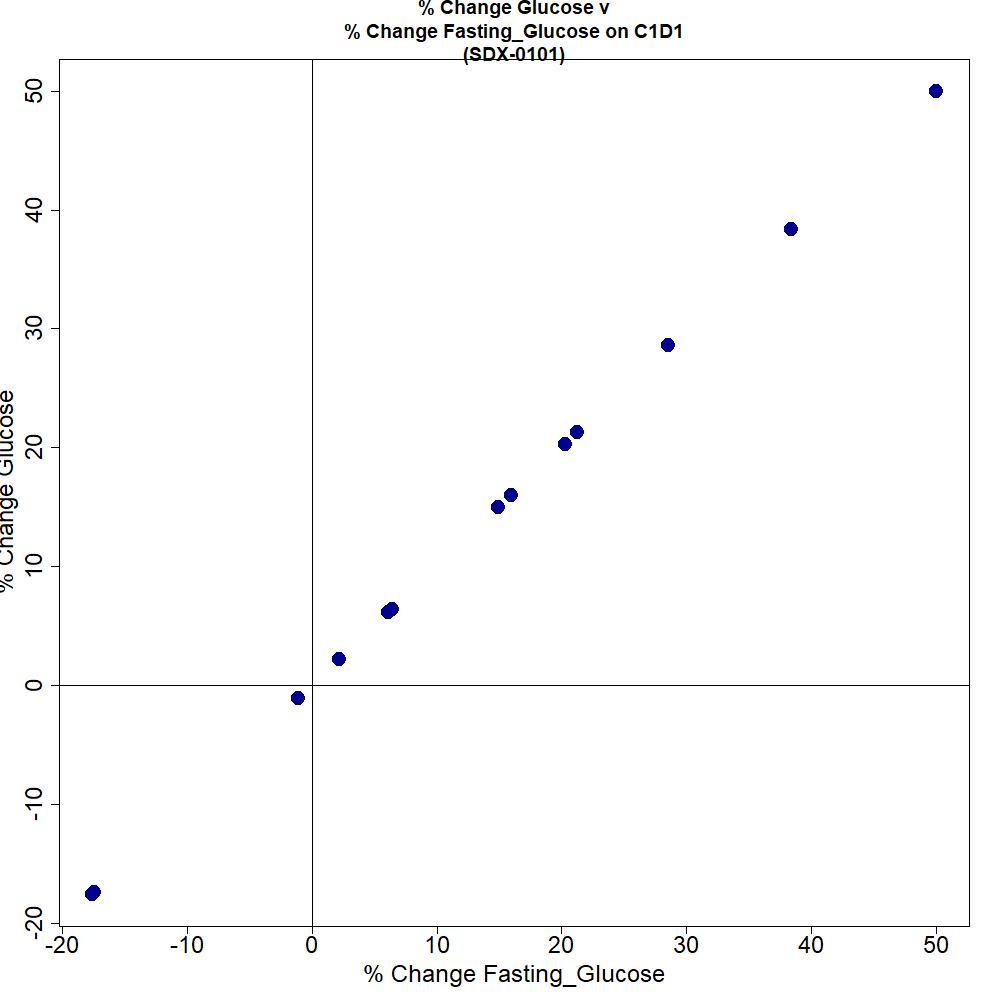 % Change Glucose v
% Change Fasting_Glucose on C1D1
(SDX-0101)
% Change Glucose
50
40
30
20
10
0
-10
-20
-20 -10 0 10 20 30 40 50
% Change Fasting_Glucose